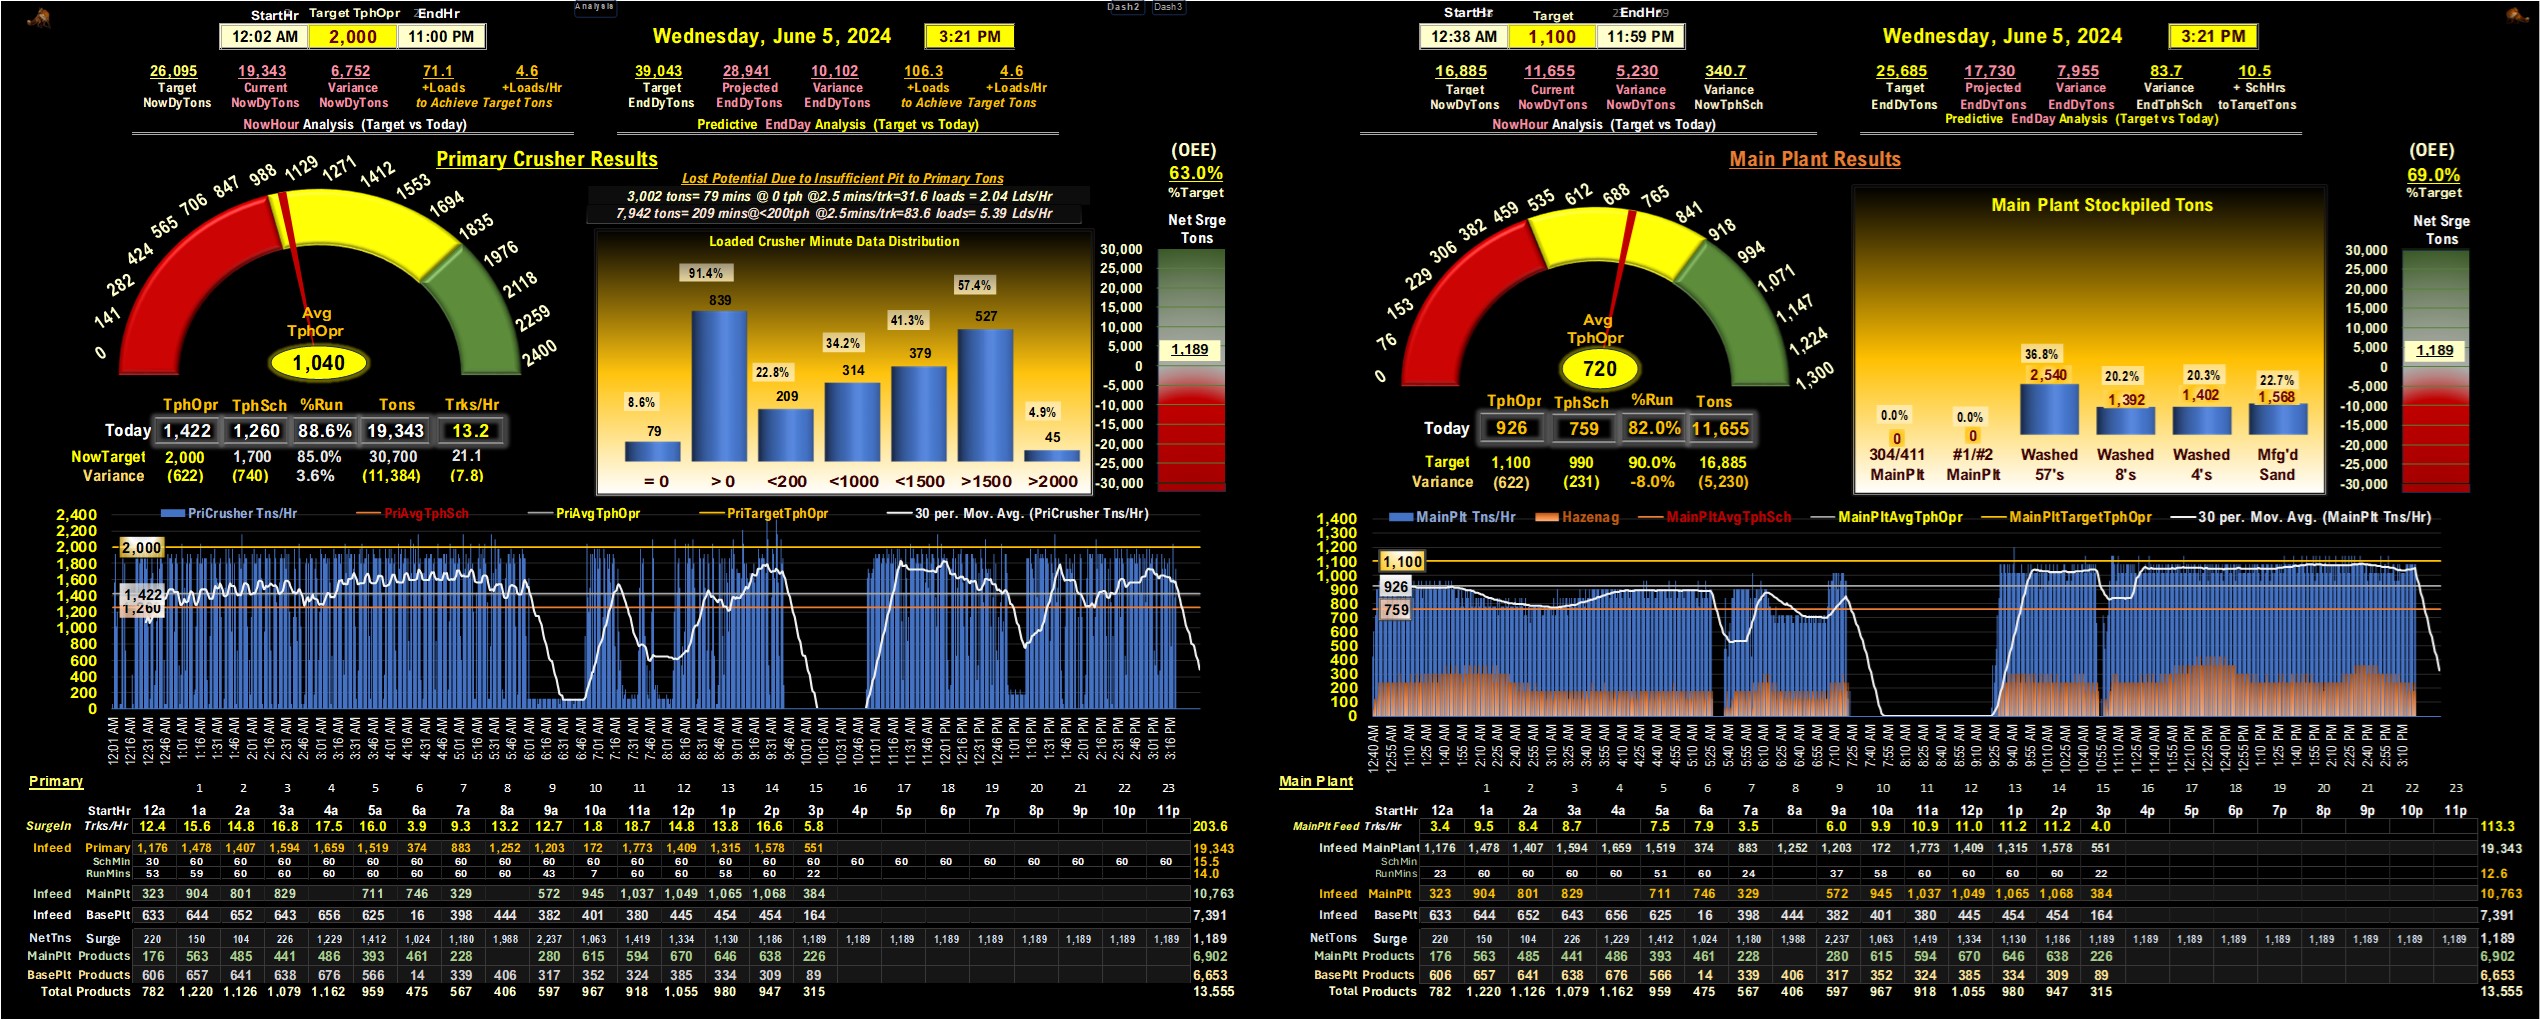 Analysis
Dash2 Dash3
StartHr Target TphOpr EndHr
12:02 AM 2,000 11:00 PM
Wednesday, June 5, 2024 3:21 PM
26,095 19,343 6,752 71.1 4.6
Target Current Variance +Loads +Loads/Hr
NowDyTons NowDyTons NowDyTons to Achieve Target Tons
NowHour Analysis (Target vs Today)
39,043 28,941 10,102 106.3 4.6
Target Projected Variance +Loads +Loads/Hr
EndDyTons EndDyTons EndDyTons to Achieve Target Tons
Predictive EndDay Analysis (Target vs Today)
Primary Crusher Results
Lost Potential Due to Insufficient Pit to Primary Tons
3,002 tons= 79 mins @ 0 tph @2.5 mins/trk=31.6 loads = 2.04 Lds/Hr
7,942 tons= 209 mins@<200tph @2.5mins/trk=83.6 loads= 5.39 Lds/Hr
(OEE)
63.0%
%Target
Net Srge
Tons
30,000
25,000
20,000
15,000
10,000
5,000
0
-5,000
-10,000
-15,000
-20,000
-25,000
-30,000
1,189
0 141 282 424 565 706 847 988 1129 1271 1412 1553 1694 1835 1976 2118 2259 2400
Avg
TphOpr
1,040
TphOpr TphSch %Run Tons Trks/Hr
Today 1,422 1,260 88.6% 19,343 13.2
NowTarget 2,000 1,700 85.0% 30,700 21.1
Variance (622) (740) 3.6% (11,384) (7.8)
Loaded Crusher Minute Data Distribution
8.6% 91.4% 22.8% 34.2% 41.3% 57.4% 4.9%
79 839 209 314 379 527 45
= 0 > 0 <200 <1000 <1500 >1500 >2000
PriCrusher Tns/Hr PriAvgTphSch PriAvgTphOpr PriTargetTphOpr 30 per. Mov. Avg. (PriCrusher Tns/Hr)
2,400
2,200
2,000
1,800
1,600
1,400
1,200
1,000
800
600
400
200
0
2,000
1,422
1,260
12:01 AM 12:16 AM 12:31 AM 12:46 AM 1:01 AM 1:16 AM 1:31 AM 1:46 AM 2:01 AM 2:16 AM 2:31 AM 2:46 AM 3:01 AM 3:16 AM 3:31 AM 3:46 AM 4:01 AM 4:16 AM 4:31 AM 4:46 AM 5:01 AM 5:16 AM 5:31 AM 5:46 AM 6:01 AM 6:16 AM 6:31 AM 6:46 AM 7:01 AM 7:16 AM 7:31 AM 7:46 AM 8:01 AM 8:16 AM 8:31 AM 8:46 AM 9:01 AM 9:16 AM 9:31 AM 9:46 AM 10:01 AM 10:16 AM 10:31 AM 10:46 AM 11:01 AM 11:16 AM 11:31 AM 11:46 AM 12:01 PM 12:16 PM 12:31 PM 12:46 PM 1:01 PM 1:16 PM 1:31 PM 1:46 PM 2:01 PM 2:16 PM 2:31 PM 2:46 PM 3:01 PM 3:16 PM
Primary
1 2 3 4 5 6 7 8 9 10 11 12 13 14 15 16 17 18 19 20 21 22 23
StartHr 12a 1a 2a 3a 4a 5a 6a 7a 8a 9a 10a 11a 12p 1p 2p 3p 4p 5p 6p 7p 8p 9p 10p 11p
SurgeIn Trks/Hr 12.4 15.6 14.8 16.8 17.5 16.0 3.9 9.3 13.2 12.7 1.8 18.7 14.8 13.8 16.6 5.8 203.6
Infeed Primary 1,176 1,478 1,407 1,594 1,659 1,519 374 883 1,252 1,203 172 1,773 1,409 1,315 1,578 551 19,343
SchMin 30 60 60 60 60 60 60 60 60 60 60 60 60 60 60 60 60 60 60 60 60 60 60 60 15.5
RunMins 53 59 60 60 60 60 60 60 60 43 7 60 60 58 60 22 14.0
Infeed MainPlt 323 904 801 829 711 746 329 572 945 1,037 1,049 1,065 1,068 384 10,763
Infeed BasePlt 633 644 652 643 656 625 16 398 444 382 401 380 445 454 454 164 7,391
NetTns Surge 220 150 104 226 1,229 1,412 1,024 1,180 1,988 2,237 1,063 1,419 1,334 1,130 1,186 1,189 1,189 1,189 1,189 1,189 1,189 1,189 1,189 1,189 1,189
MainPlt Products 176 563 485 441 486 393 461 228 280 615 594 670 646 638 226 6,902
BasePlt Products 606 657 641 638 676 566 14 339 406 317 352 324 385 334 309 89 6,653
Total Products 782 1,220 1,126 1,079 1,162 959 475 567 406 597 967 918 1,055 980 947 315 13,555
StartHr Target EndHr
12:38 AM 1,100 11:59 PM
Wednesday, June 5, 2024 3:21 PM
16,885 11,655 5,230 340.7
Target Current Variance Variance
NowDyTons NowDyTons NowDyTons NowTphSch
NowHour Analysis (Target vs Today)
25,685 17,730 7,955 83.7 10.5
Target Projected Variance Variance + SchHrs
EndDyTons EndDyTons EndDyTons EndTphSch toTargetTons
Predictive EndDay Analysis (Target vs Today)
Main Plant Results
(OEE)
69.0%
%Target
Net Srge
Tons
30,000
25,000
20,000
15,000
10,000
5,000
0
-5,000
-10,000
-15,000
-20,000
-25,000
-30,000
1,189
0 76 153 229 306 382 459 535 612 688 765 841 918 994 1,071 1,147 1,224 1,300
Avg
TphOpr
720
TphOpr TphSch %Run Tons
Today 926 759 82.0% 11,655
Target 1,100 990 90.0% 16,885
Variance (622) (231) -8.0% (5,230)
Main Plant Stockpiled Tons
0.0% 0.0% 36.8% 20.2% 20.3% 22.7%
0 0 2,540 1,392 1,402 1,568
304/411 #1/#2 Washed Washed Washed Mfg'd
MainPlt MainPlt 57's 8's 4's Sand
MainPlt Tns/Hr Hazenag MainPltAvgTphSch MainPltAvgTphOpr MainPltTargetTphOpr 30 per. Mov. Avg. (MainPlt Tns/Hr)
1,400
1,300
1,200
1,100
1,000
900
800
700
600
500
400
300
200
100
0
1,100
926
759
12:40 AM 12:55 AM 1:10 AM 1:25 AM 1:40 AM 1:55 AM 2:10 AM 2:25 AM 2:40 AM 2:55 AM 3:10 AM 3:25 AM 3:40 AM 3:55 AM 4:10 AM 4:25 AM 4:40 AM 4:55 AM 5:10 AM 5:25 AM 5:40 AM 5:55 AM 6:10 AM 6:25 AM 6:40 AM 6:55 AM 7:10 AM 7:25 AM 7:40 AM 7:55 AM 8:10 AM 8:25 AM 8:40 AM 8:55 AM 9:10 AM 9:25 AM 9:40 AM 9:55 AM 10:10 AM 10:25 AM 10:40 AM 10:55 AM 11:10 AM 11:25 AM 11:40 AM 11:55 AM 12:10 PM 12:25 PM 12:40 PM 12:55 PM 1:10 PM 1:25 PM 1:40 PM 1:55 PM 2:10 PM 2:25 PM 2:40 PM 2:55 PM 3:10 PM
Main Plant
1 2 3 4 5 6 7 8 9 10 11 12 13 14 15 16 17 18 19 20 21 22 23
StartHr 12a 1a 2a 3a 4a 5a 6a 7a 8a 9a 10a 11a 12p 1p 2p 3p 4p 5p 6p 7p 8p 9p 10p 11p
MainPlt Feed Trks/Hr 3.4 9.5 8.4 8.7 7.5 7.9 3.5 6.0 9.9 10.9 11.0 11.2 11.2 4.0 113.3
Infeed MainPlant 1,176 1,478 1,407 1,594 1,659 1,519 374 883 1,252 1,203 172 1,773 1,409 1,315 1,578 551 19,343
SchMin
RunMins 23 60 60 60 60 51 60 24 37 58 60 60 60 60 22 12.6
Infeed MainPlt 323 904 801 829 711 746 329 572 945 1,037 1,049 1,065 1,068 384 10,763
Infeed BasePlt 633 644 652 643 656 625 16 398 444 382 401 380 445 454 454 164 7,391
NetTons Surge 220 150 104 226 1,229 1,412 1,024 1,180 1,988 2,237 1,063 1,419 1,334 1,130 1,186 1,189 1,189 1,189 1,189 1,189 1,189 1,189 1,189 1,189 1,189
MainPlt Products 176 563 485 441 486 393 461 228 280 615 594 670 646 638 226 6,902
BasePlt Products 606 657 641 638 676 566 14 339 406 317 352 324 385 334 309 89 6,653
Total Products 782 1,220 1,126 1,079 1,162 959 475 567 406 597 967 918 1,055 980 947 315 13,555